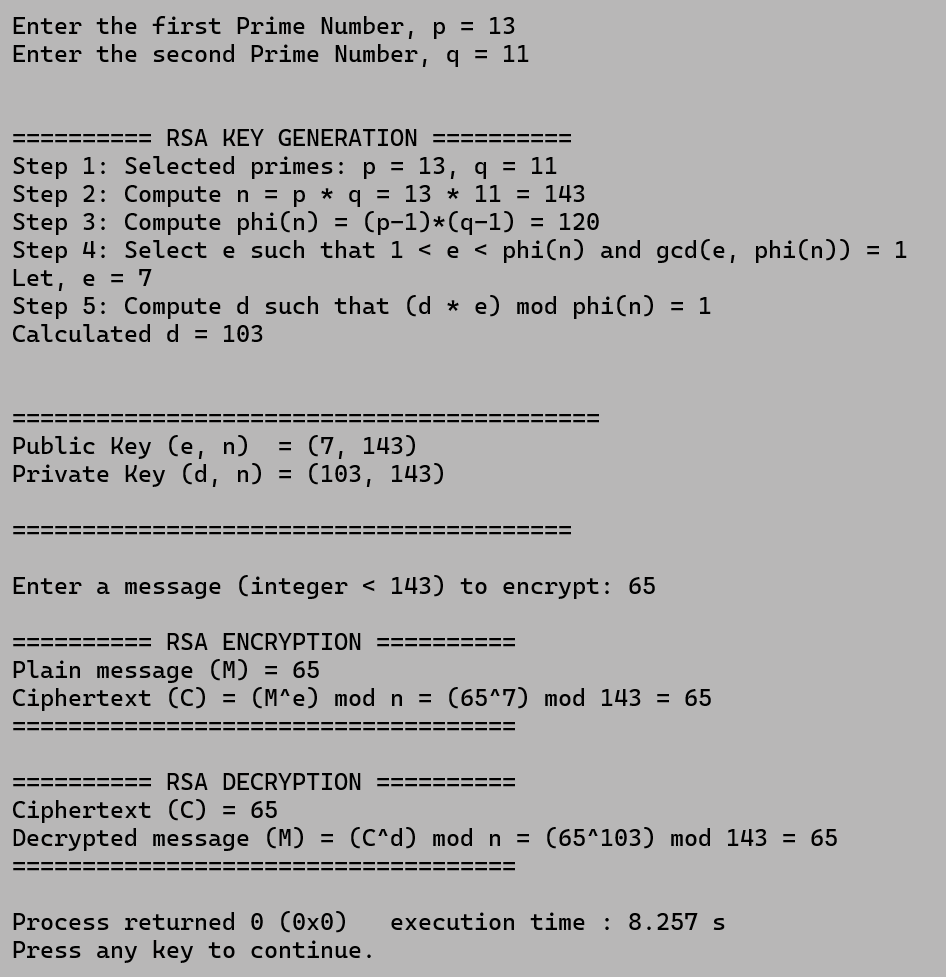 Enter the first Prime Number, p = 13
Enter the second Prime Number, q = 11
========== RSA KEY GENERATION ==========
Step 1: Selected primes: p = 13, q = 11
Step 2: Compute n = p * q = 13 * 11 = 143
Step 3: Compute phi(n) = (p-1)*(q-1) = 120
Step 4: Select e such that 1 < e < phi(n) and gcd(e, phi(n)) = 1
Let, e = 7
Step 5: Compute d such that (d * e) mod phi(n) = 1
Calculated d = 103
==========================================
Public Key (e, n)  = (7, 143)
Private Key (d, n) = (103, 143)
========================================
Enter a message (integer < 143) to encrypt: 65
========== RSA ENCRYPTION ==========
Plain message (M) = 65
Ciphertext (C) = (M^e) mod n = (65^7) mod 143 = 65
====================================
========== RSA DECRYPTION ==========
Ciphertext (C) = 65
Decrypted message (M) = (C^d) mod n = (65^103) mod 143 = 65
====================================
Process returned 0 (0x0)   execution time : 8.257 s
Press any key to continue.